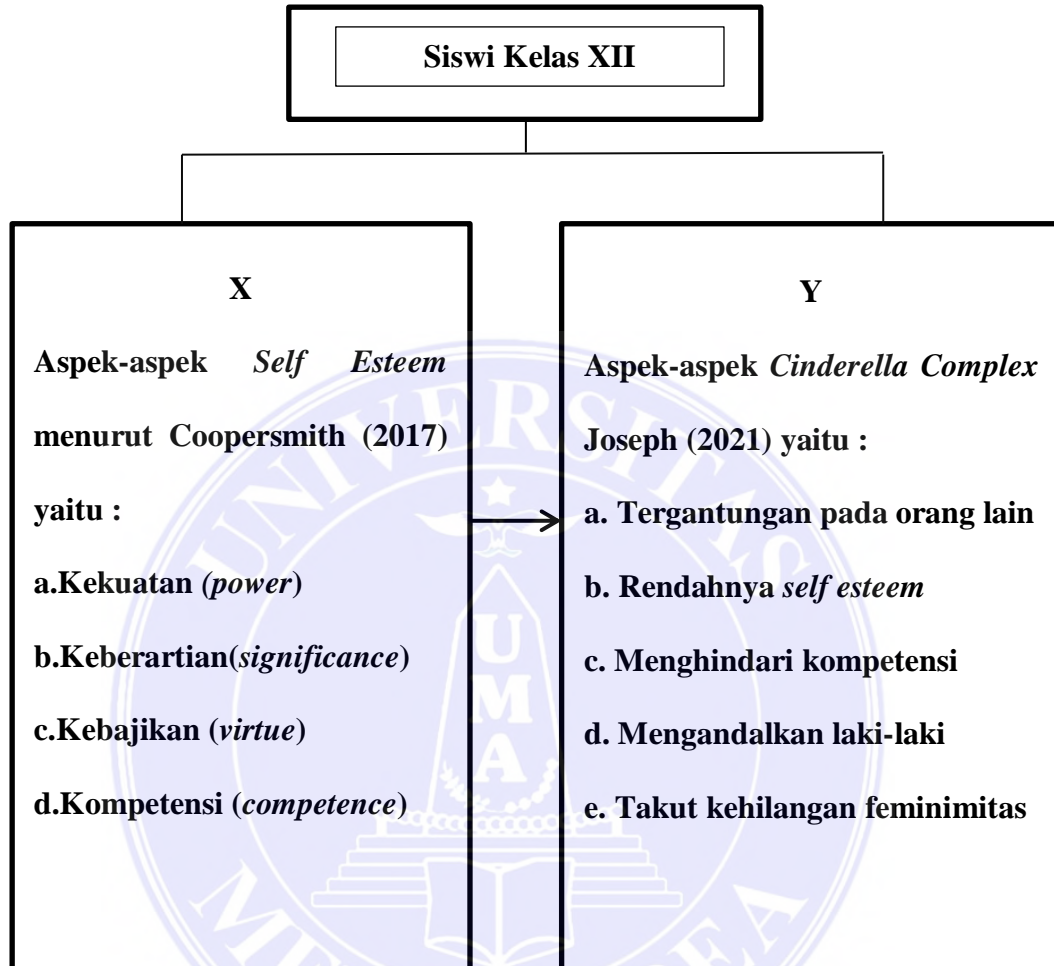 Siswi Kelas XII
X
Aspek-aspek Self Esteem
menurut Coopersmith (2017)
yaitu :
a.Kekuatan (power)
b.Keberartian(significance)
c.Kebajikan (virtue)
d.Kompetensi (competence)
Y
Aspek-aspek Cinderella Complex
Joseph (2021) yaitu :
a. Tergantungan pada orang lain
b. Rendahnya self esteem
c. Menghindari kompetensi
d. Mengandalkan laki-laki
e. Takut kehilangan feminimitas
UNIVERSITAS
UMA